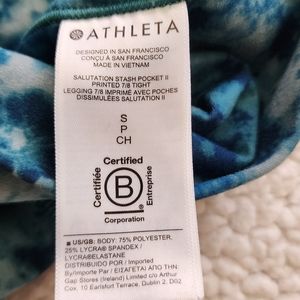 ATHLETA
DESIGNED IN SAN FRANCISCO
CONÇU À SAN FRANCISCO
MADE IN VIETNAM
SALUTATION STASH POCKET II
PRINTED 7/8 TIGHT
LEGGING 7/8 IMPRIMÉ AVEC POCHES
DISSIMULÉES SALUTATION II
S
P
CH
Certified
Certifiée
B
Entreprise
Corporation
US/GB: BODY: 75% POLYESTER,
25% LYCRA® SPANDEX /
LYCRA®ELASTANE
DISTRIBUIDO POR / Imported
By/Importe Par / ΕΙΣΑΓΕΤΑΙ ΑΠΟ ΤΗΝ:
Gap Stores (Ireland) Limited c/o Arthur
Cox, 10 Earlsfort Terrace, Dublin 2, D02